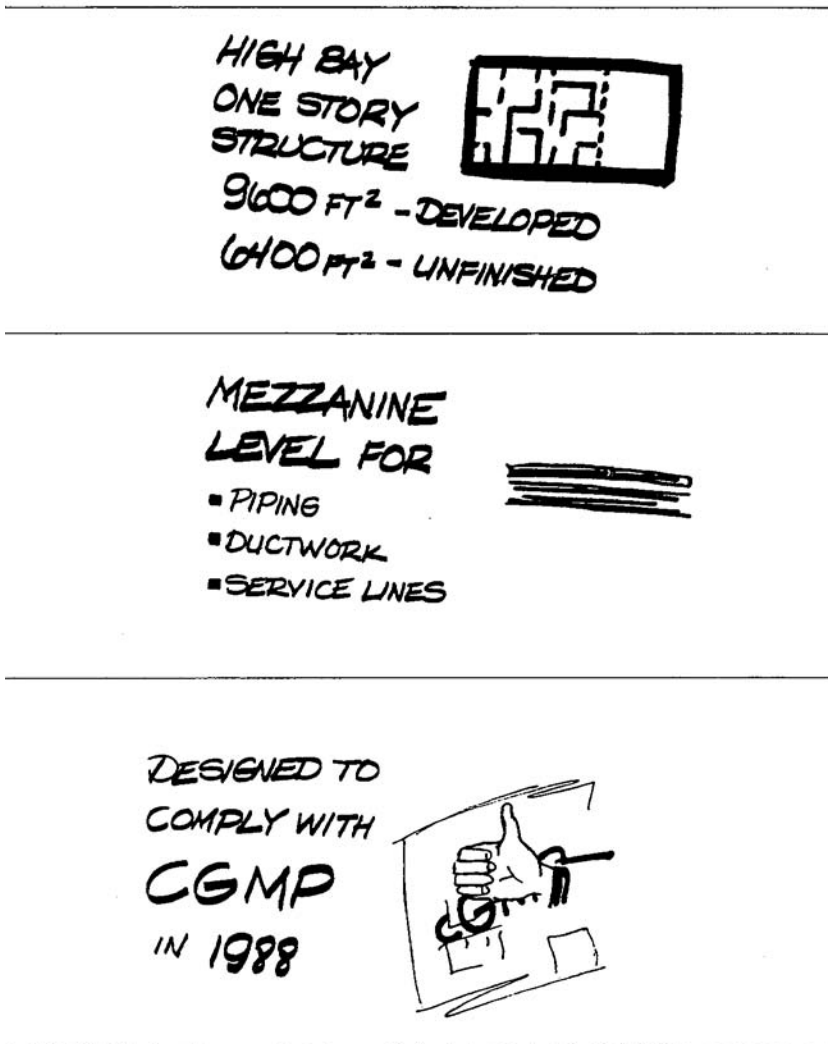 HIGH BAY
ONE STORY
STRUCTURE
9600 FT² - DEVELOPED
6400 FT² - UNFINISHED
MEZZANINE
LEVEL FOR
▪ PIPING
▪ DUCTWORK
▪ SERVICE LINES
DESIGNED TO
COMPLY WITH
CGMP
IN 1988
CG